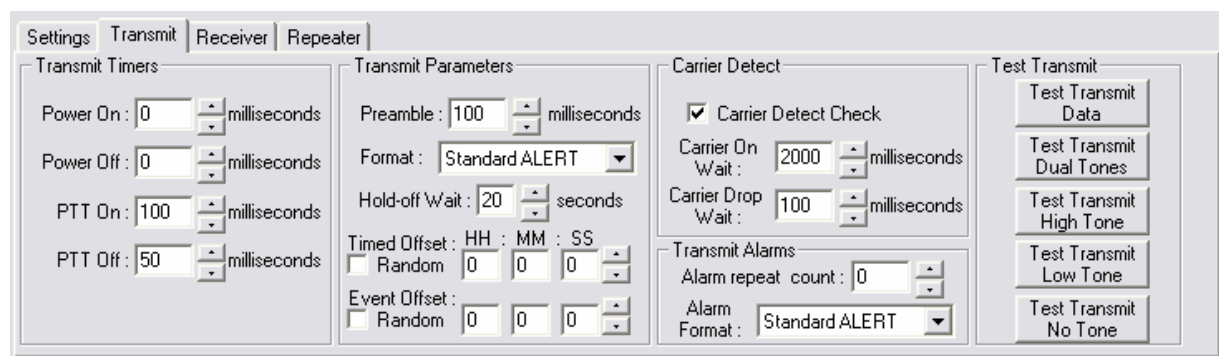 Settings Transmit Receiver Repeater
Transmit Timers
Power On : 0 milliseconds
Power Off : 0 milliseconds
PTT On : 100 milliseconds
PTT Off : 50 milliseconds
Transmit Parameters
Preamble : 100 milliseconds
Format : Standard ALERT
Hold-off Wait : 20 seconds
Timed Offset : HH : MM : SS
Random 0 0 0
Event Offset :
Random 0 0 0
Carrier Detect
Carrier Detect Check
Carrier On
Wait : 2000 milliseconds
Carrier Drop
Wait : 100 milliseconds
Transmit Alarms
Alarm repeat count : 0
Alarm
Format : Standard ALERT
Test Transmit
Test Transmit
Data
Test Transmit
Dual Tones
Test Transmit
High Tone
Test Transmit
Low Tone
Test Transmit
No Tone